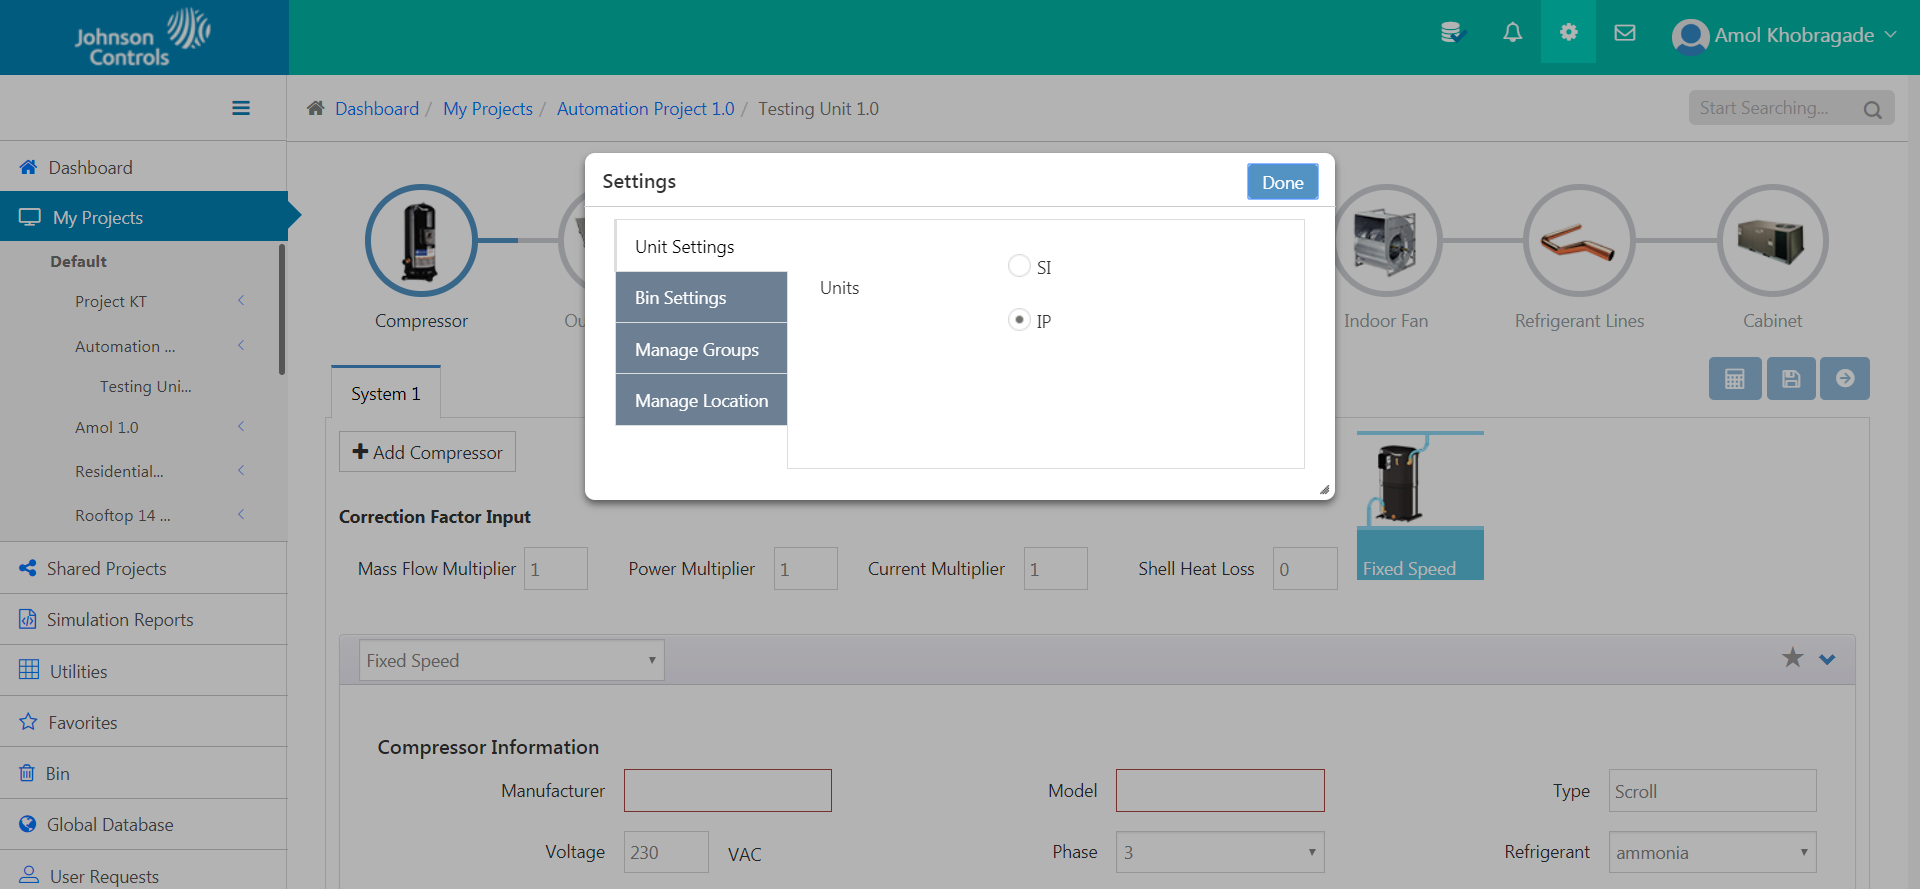 Johnson Controls
Amol Khobragade
Dashboard / My Projects / Automation Project 1.0 / Testing Unit 1.0
Start Searching...
Dashboard
My Projects
Default
Project KT
Automation ...
Testing Uni...
Amol 1.0
Residential...
Rooftop 14 ...
Shared Projects
Simulation Reports
Utilities
Favorites
Bin
Global Database
User Requests
Settings
Done
Unit Settings
Bin Settings
Manage Groups
Manage Location
Units
SI
IP
Compressor
Ou
Indoor Fan
Refrigerant Lines
Cabinet
System 1
Add Compressor
Fixed Speed
Correction Factor Input
Mass Flow Multiplier 1 Power Multiplier 1 Current Multiplier 1 Shell Heat Loss 0
Fixed Speed
Compressor Information
Manufacturer Model Type Scroll
Voltage 230 VAC Phase 3 Refrigerant ammonia